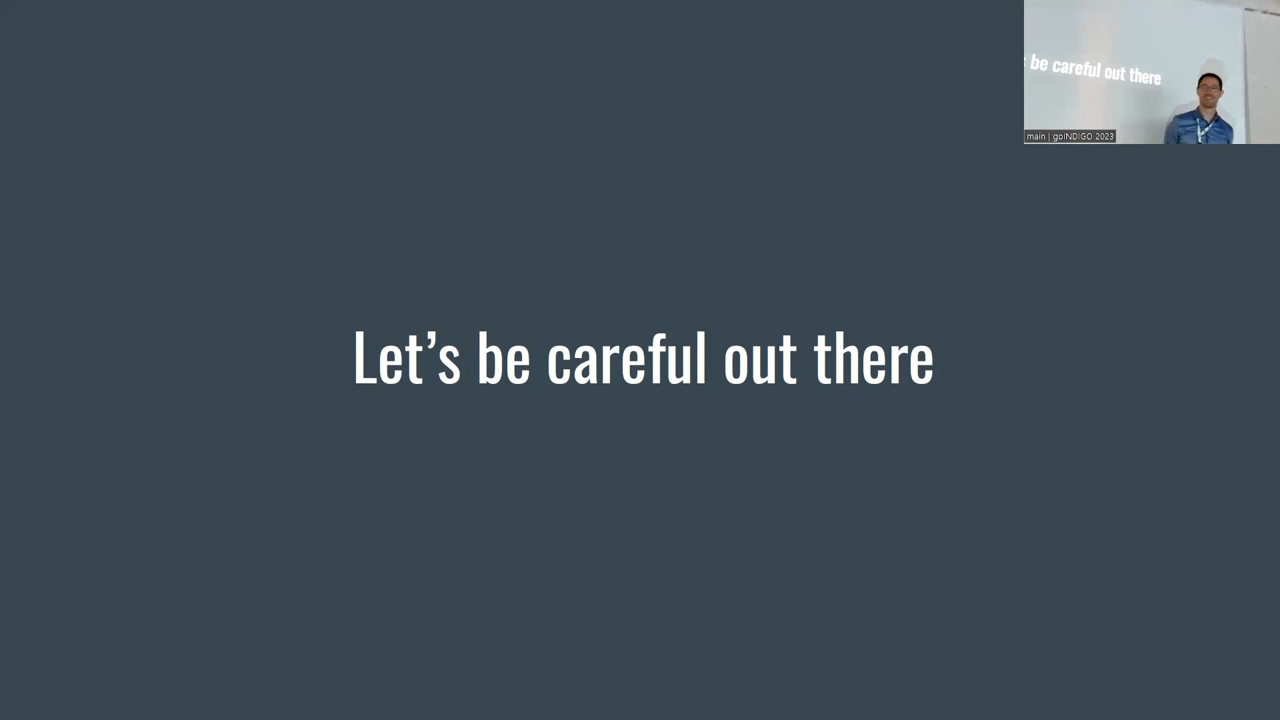 Let’s be careful out there
be careful out there
main | goINDIGO 2023